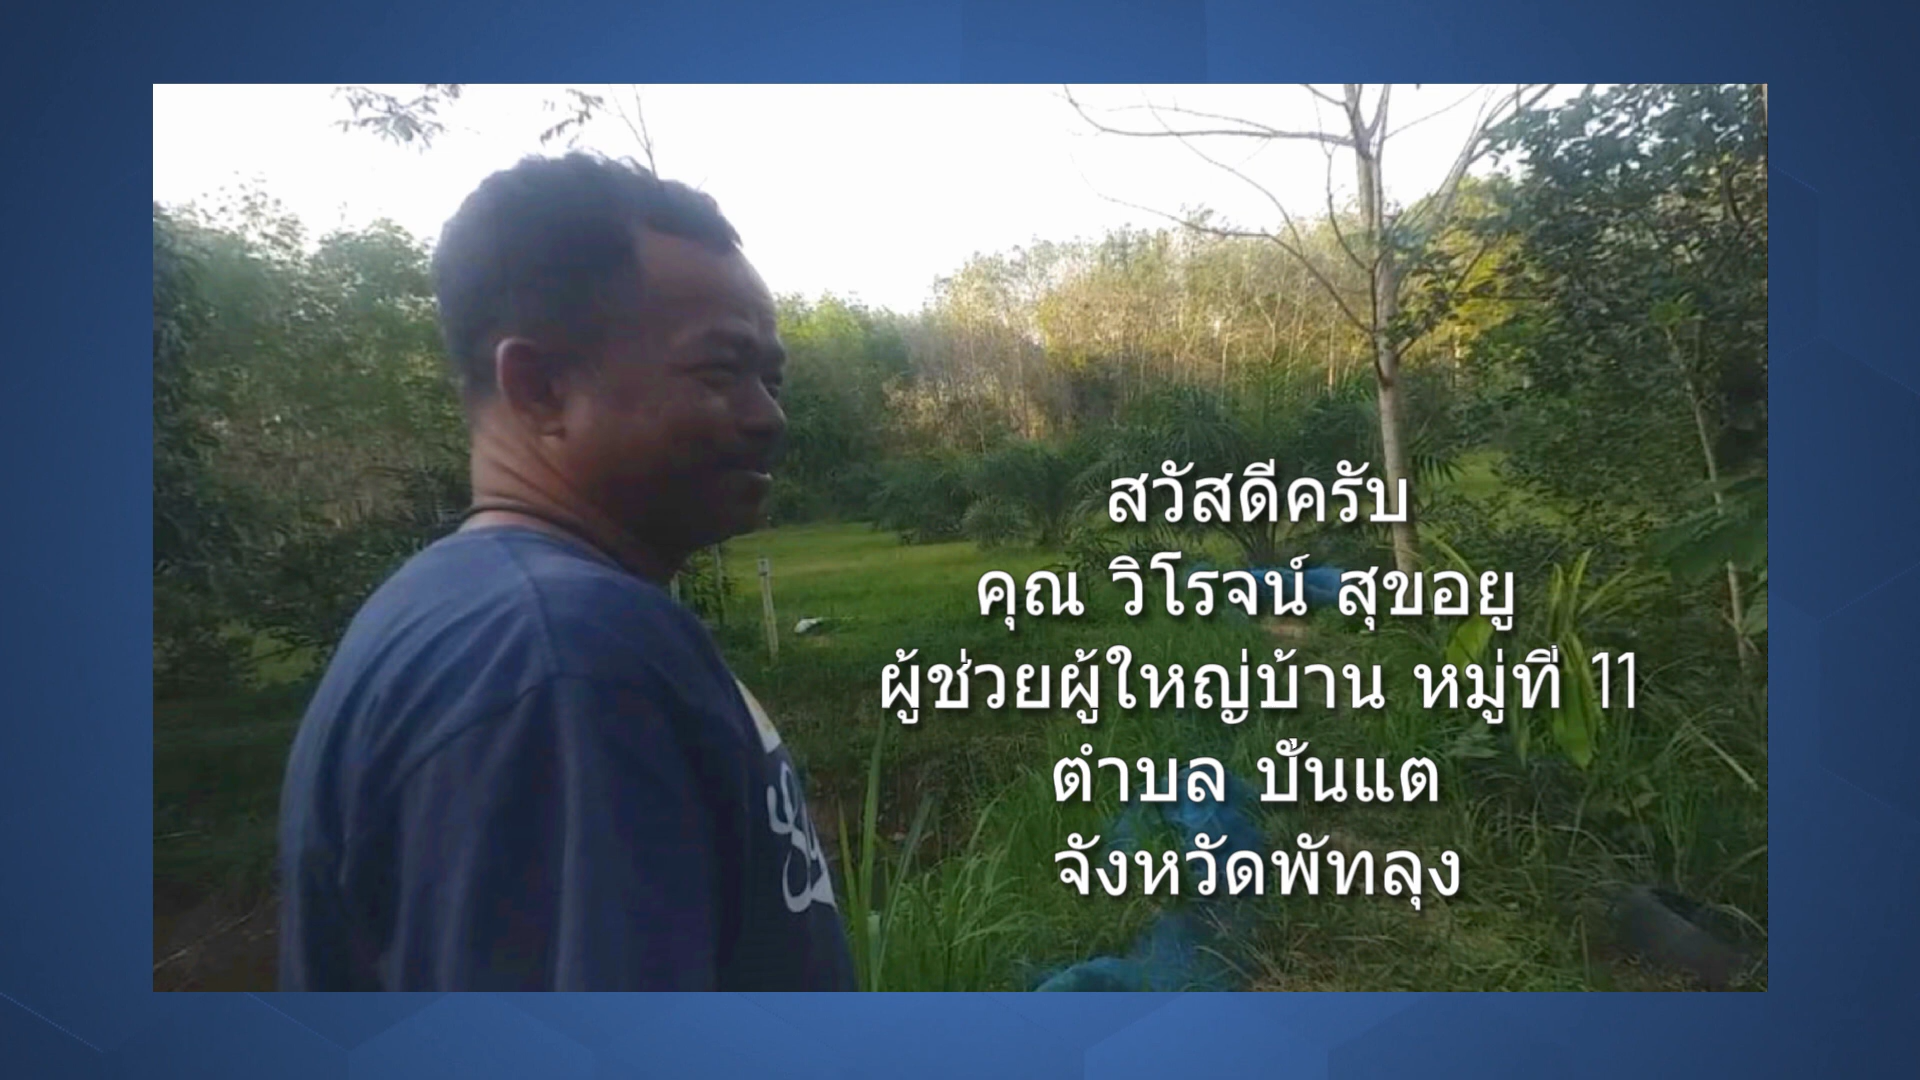 สวัสดีครับ
คุณ วิโรจน์ สุขอยู่
ผู้ช่วยผู้ใหญ่บ้าน หมู่ที่ 11
ตำบล ปันแต
จังหวัดพัทลุง